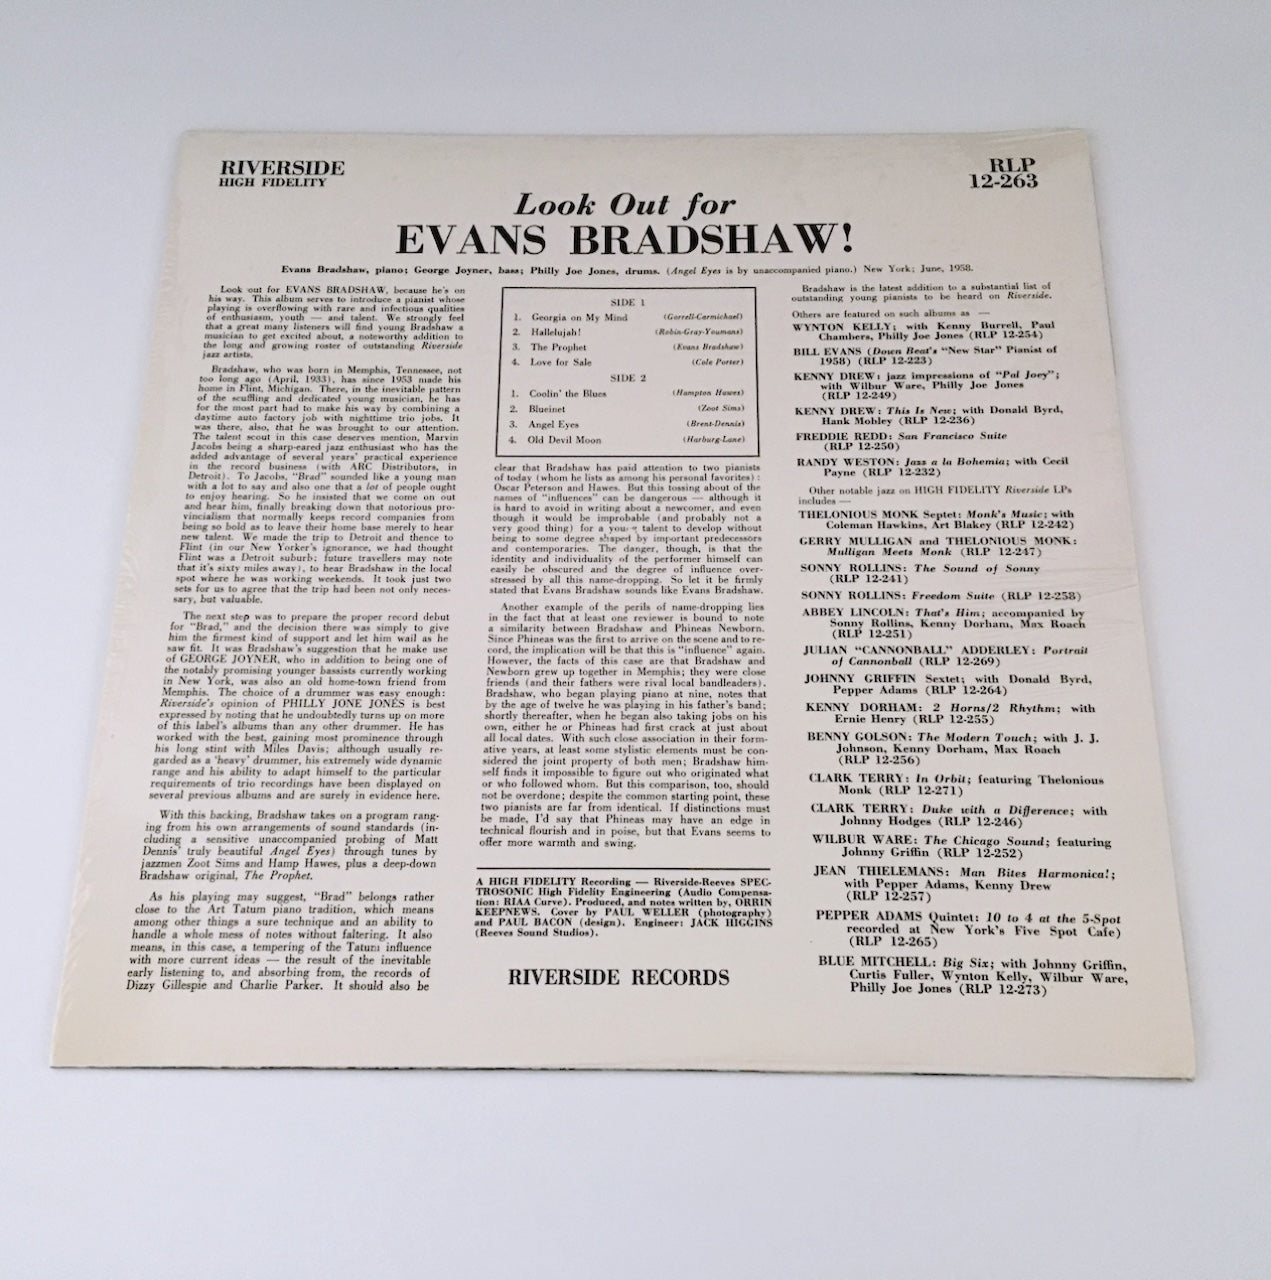 RIVERSIDE
HIGH FIDELITY
RLP
12-263
Look Out for
EVANS BRADSHAW!
Evans Bradshaw, piano; George Joyner, bass; Philly Joe Jones, drums. (Angel Eyes is by unaccompanied piano.) New York; June, 1958.
Look out for EVANS BRADSHAW, because he's on
his way. This album serves to introduce a pianist whose
playing is overflowing with rare and infectious qualities
of enthusiasm, youth — and talent. We strongly feel
that a great many listeners will find young Bradshaw a
musician to get excited about, a noteworthy addition to
the long and growing roster of outstanding Riverside
jazz artists.
Bradshaw, who was born in Memphis, Tennessee, not
too long ago (April, 1933), has since 1953 made his
home in Flint, Michigan. There, in the inevitable pattern
of the scuffling and dedicated young musician, he has
for the most part had to make his way by combining a
daytime auto factory job with nighttime trio jobs. It
was there, also, that he was brought to our attention.
The talent scout in this case deserves mention, Marvin
Jacobs being a sharp-eared jazz enthusiast who has the
added advantage of several years' practical experience
in the record business (with ARC Distributors, in
Detroit). To Jacobs, "Brad" sounded like a young man
with a lot to say and also one that a lot of people ought
to enjoy hearing. So he insisted that we come on out
and hear him, finally breaking down that notorious pro-
vincialism that normally keeps record companies from
being so bold as to leave their home base merely to hear
new talent. We made the trip to Detroit and thence to
Flint (in our New Yorker's ignorance, we had thought
Flint was a Detroit suburb; future travellers may note
that it's sixty miles away), to hear Bradshaw in the local
spot where he was working weekends. It took just two
sets for us to agree that the trip had been not only neces-
sary, but valuable.
The next step was to prepare the proper record debut
for "Brad," and the decision there was simply to give
him the firmest kind of support and let him wail as he
saw fit. It was Bradshaw's suggestion that he make use
of GEORGE JOYNER, who in addition to being one of
the notably promising younger bassists currently working
in New York, was also an old home-town friend from
Memphis. The choice of a drummer was easy enough:
Riverside's opinion of PHILLY JONE JONES is best
expressed by noting that he undoubtedly turns up on more
of this label's albums than any other drummer. He has
worked with the best, gaining most prominence through
his long stint with Miles Davis; although usually re-
garded as a 'heavy' drummer, his extremely wide dynamic
range and his ability to adapt himself to the particular
requirements of trio recordings have been displayed on
several previous albums and are surely in evidence here.
With this backing, Bradshaw takes on a program rang-
ing from his own arrangements of sound standards (in-
cluding a sensitive unaccompanied probing of Matt
Dennis' truly beautiful Angel Eyes) through tunes by
jazzmen Zoot Sims and Hamp Hawes, plus a deep-down
Bradshaw original, The Prophet.
As his playing may suggest, "Brad" belongs rather
close to the Art Tatum piano tradition, which means
among other things a sure technique and an ability to
handle a whole mess of notes without faltering. It also
means, in this case, a tempering of the Tatum influence
with more current ideas — the result of the inevitable
early listening to, and absorbing from, the records of
Dizzy Gillespie and Charlie Parker. It should also be
SIDE 1
1. Georgia on My Mind (Gorrell-Carmichael)
2. Hallelujah! (Robin-Gray-Youmans)
3. The Prophet (Evans Bradshaw)
4. Love for Sale (Cole Porter)
SIDE 2
1. Coolin' the Blues (Hampton Hawes)
2. Blueinet (Zoot Sims)
3. Angel Eyes (Brent-Dennis)
4. Old Devil Moon (Harburg-Lane)
clear that Bradshaw has paid attention to two pianists
of today (whom he lists as among his personal favorites):
Oscar Peterson and Hawes. But this tossing about of the
names of "influences" can be dangerous — although it
is hard to avoid in writing about a newcomer, and even
though it would be improbable (and probably not a
very good thing) for a young talent to develop without
being to some degree shaped by important predecessors
and contemporaries. The danger, though, is that the
identity and individuality of the performer himself can
easily be obscured and the degree of influence over-
stressed by all this name-dropping. So let it be firmly
stated that Evans Bradshaw sounds like Evans Bradshaw.
Another example of the perils of name-dropping lies
in the fact that at least one reviewer is bound to note
a similarity between Bradshaw and Phineas Newborn.
Since Phineas was the first to arrive on the scene and to re-
cord, the implication will be that this is "influence" again.
However, the facts of this case are that Bradshaw and
Newborn grew up together in Memphis; they were close
friends (and their fathers were rival local bandleaders).
Bradshaw, who began playing piano at nine, notes that
by the age of twelve he was playing in his father's band;
shortly thereafter, when he began also taking jobs on his
own, either he or Phineas had first crack at just about
all local dates. With such close association in their form-
ative years, at least some stylistic elements must be con-
sidered the joint property of both men; Bradshaw him-
self finds it impossible to figure out who originated what
or who followed whom. But this comparison, too, should
not be overdone; despite the common starting point, these
two pianists are far from identical. If distinctions must
be made, I'd say that Phineas may have an edge in
technical flourish and in poise, but that Evans seems to
offer more warmth and swing.
A HIGH FIDELITY Recording — Riverside-Reeves SPEC-
TROSONIC High Fidelity Engineering (Audio Compensa-
tion: RIAA Curve). Produced, and notes written by, ORRIN
KEEPNEWS. Cover by PAUL WELLER (photography)
and PAUL BACON (design). Engineer: JACK HIGGINS
(Reeves Sound Studios).
RIVERSIDE RECORDS
Bradshaw is the latest addition to a substantial list of
outstanding young pianists to be heard on Riverside.
Others are featured on such albums as —
WYNTON KELLY; with Kenny Burrell, Paul
Chambers, Philly Joe Jones (RLP 12-254)
BILL EVANS (Down Beat's "New Star" Pianist of
1958) (RLP 12-223)
KENNY DREW: jazz impressions of "Pal Joey";
with Wilbur Ware, Philly Joe Jones
(RLP 12-249)
KENNY DREW: This Is New; with Donald Byrd,
Hank Mobley (RLP 12-236)
FREDDIE REDD: San Francisco Suite
(RLP 12-250)
RANDY WESTON: Jazz a la Bohemia; with Cecil
Payne (RLP 12-232)
Other notable jazz on HIGH FIDELITY Riverside LPs
includes —
THELONIOUS MONK Septet: Monk's Music; with
Coleman Hawkins, Art Blakey (RLP 12-242)
GERRY MULLIGAN and THELONIOUS MONK:
Mulligan Meets Monk (RLP 12-247)
SONNY ROLLINS: The Sound of Sonny
(RLP 12-241)
SONNY ROLLINS: Freedom Suite (RLP 12-258)
ABBEY LINCOLN: That's Him; accompanied by
Sonny Rollins, Kenny Dorham, Max Roach
(RLP 12-251)
JULIAN "CANNONBALL" ADDERLEY: Portrait
of Cannonball (RLP 12-269)
JOHNNY GRIFFIN Sextet; with Donald Byrd,
Pepper Adams (RLP 12-264)
KENNY DORHAM: 2 Horns/2 Rhythm; with
Ernie Henry (RLP 12-255)
BENNY GOLSON: The Modern Touch; with J. J.
Johnson, Kenny Dorham, Max Roach
(RLP 12-256)
CLARK TERRY: In Orbit; featuring Thelonious
Monk (RLP 12-271)
CLARK TERRY: Duke with a Difference; with
Johnny Hodges (RLP 12-246)
WILBUR WARE: The Chicago Sound; featuring
Johnny Griffin (RLP 12-252)
JEAN THIELEMANS: Man Bites Harmonica!;
with Pepper Adams, Kenny Drew
(RLP 12-257)
PEPPER ADAMS Quintet: 10 to 4 at the 5-Spot
recorded at New York's Five Spot Cafe)
(RLP 12-265)
BLUE MITCHELL: Big Six; with Johnny Griffin,
Curtis Fuller, Wynton Kelly, Wilbur Ware,
Philly Joe Jones (RLP 12-273)